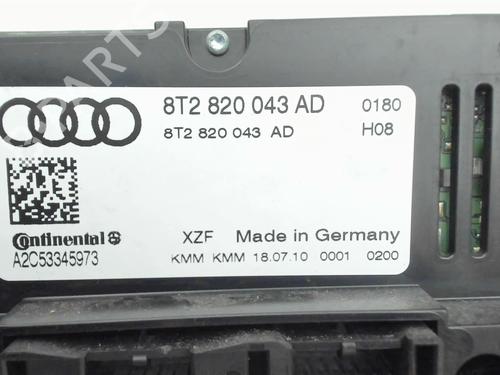 8T2 820 043 AD 0180
8T2 820 043 AD H08
Continental
A2C53345973
XZF Made in Germany
KMM KMM 18.07.10 0001 0200